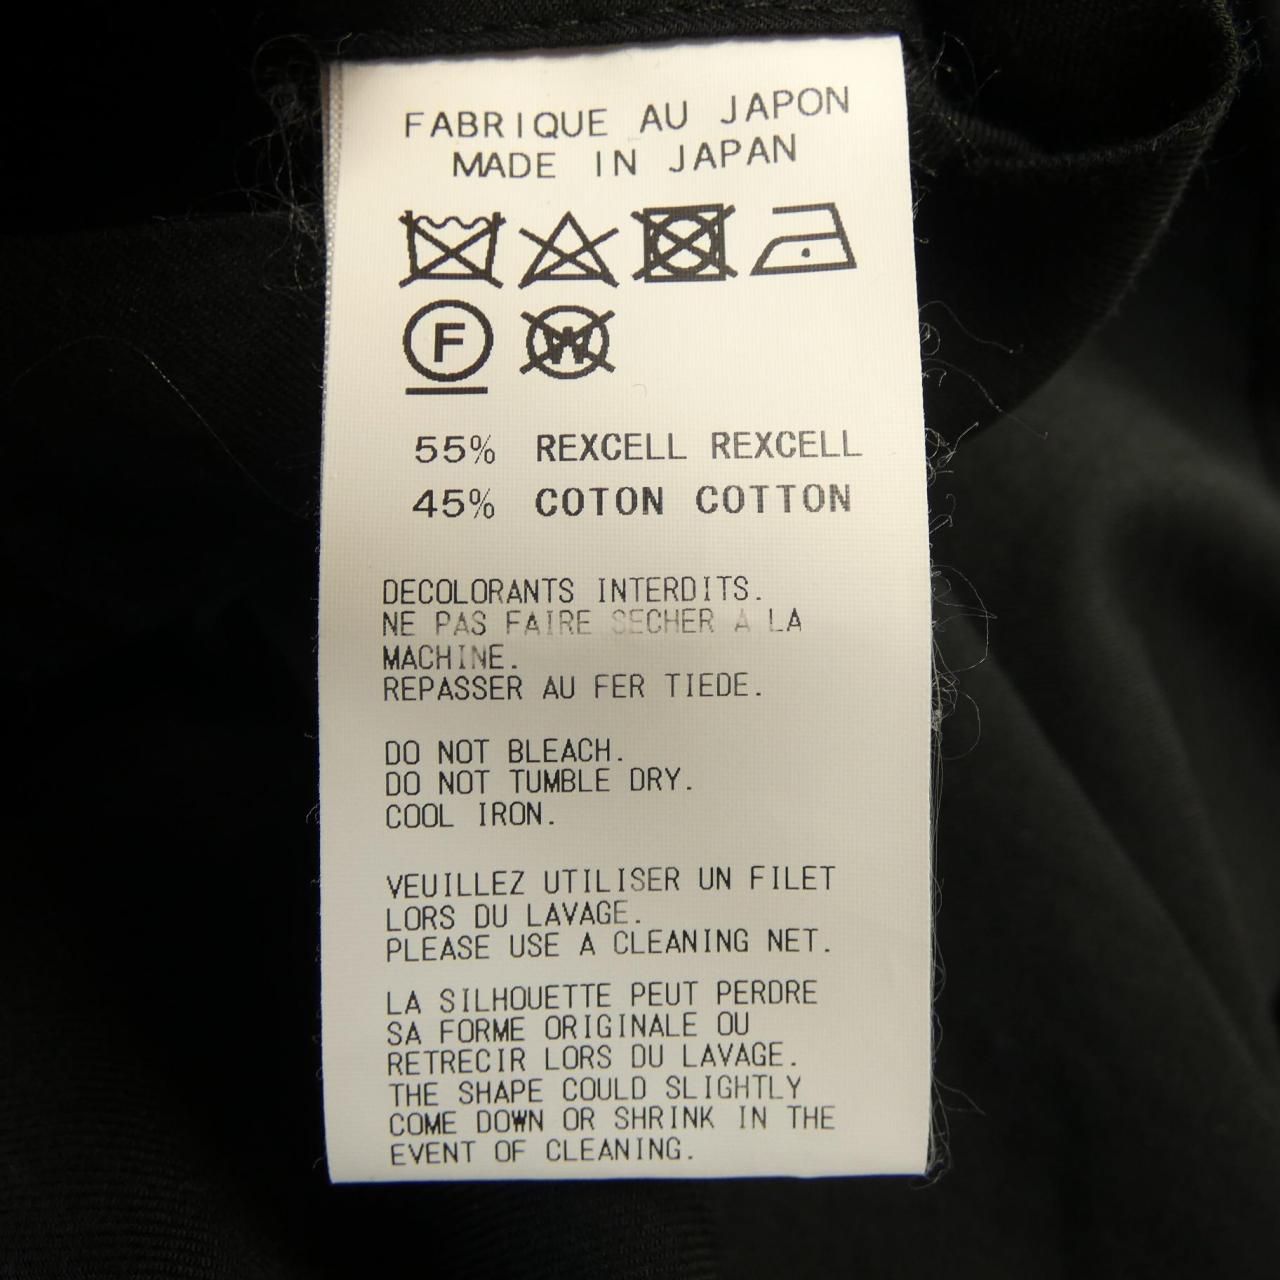 FABRIQUE AU JAPON
MADE IN JAPAN
F W
55% REXCELL REXCELL
45% COTON COTTON
DECOLORANTS INTERDITS.
NE PAS FAIRE SECHER A LA
MACHINE.
REPASSER AU FER TIEDE.
DO NOT BLEACH.
DO NOT TUMBLE DRY.
COOL IRON.
VEUILLEZ UTILISER UN FILET
LORS DU LAVAGE.
PLEASE USE A CLEANING NET.
LA SILHOUETTE PEUT PERDRE
SA FORME ORIGINALE OU
RETRECIR LORS DU LAVAGE.
THE SHAPE COULD SLIGHTLY
COME DOWN OR SHRINK IN THE
EVENT OF CLEANING.